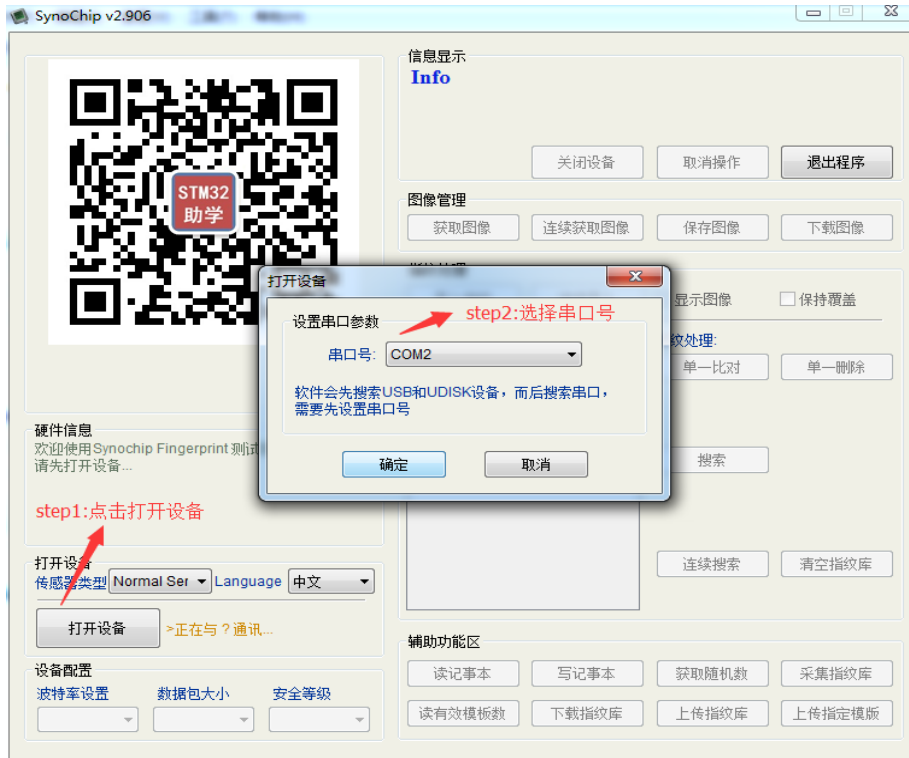 SynoChip v2.906
STM32
助学
硬件信息
欢迎使用Synochip Fingerprint 测试
请先打开设备...
step1:点击打开设备
打开设备
传感器类型 Normal Ser Language 中文
打开设备 >正在与 ? 通讯...
设备配置
波特率设置 数据包大小 安全等级
信息显示
Info
关闭设备 取消操作 退出程序
图像管理
获取图像 连续获取图像 保存图像 下载图像
显示图像 保持覆盖
纹处理:
单一比对 单一删除
搜索
连续搜索 清空指纹库
辅助功能区
读记事本 写记事本 获取随机数 采集指纹库
读有效模板数 下载指纹库 上传指纹库 上传指定模版
打开设备
设置串口参数
step2:选择串口号
串口号: COM2
软件会先搜索USB和UDISK设备，而后搜索串口，
需要先设置串口号
确定 取消